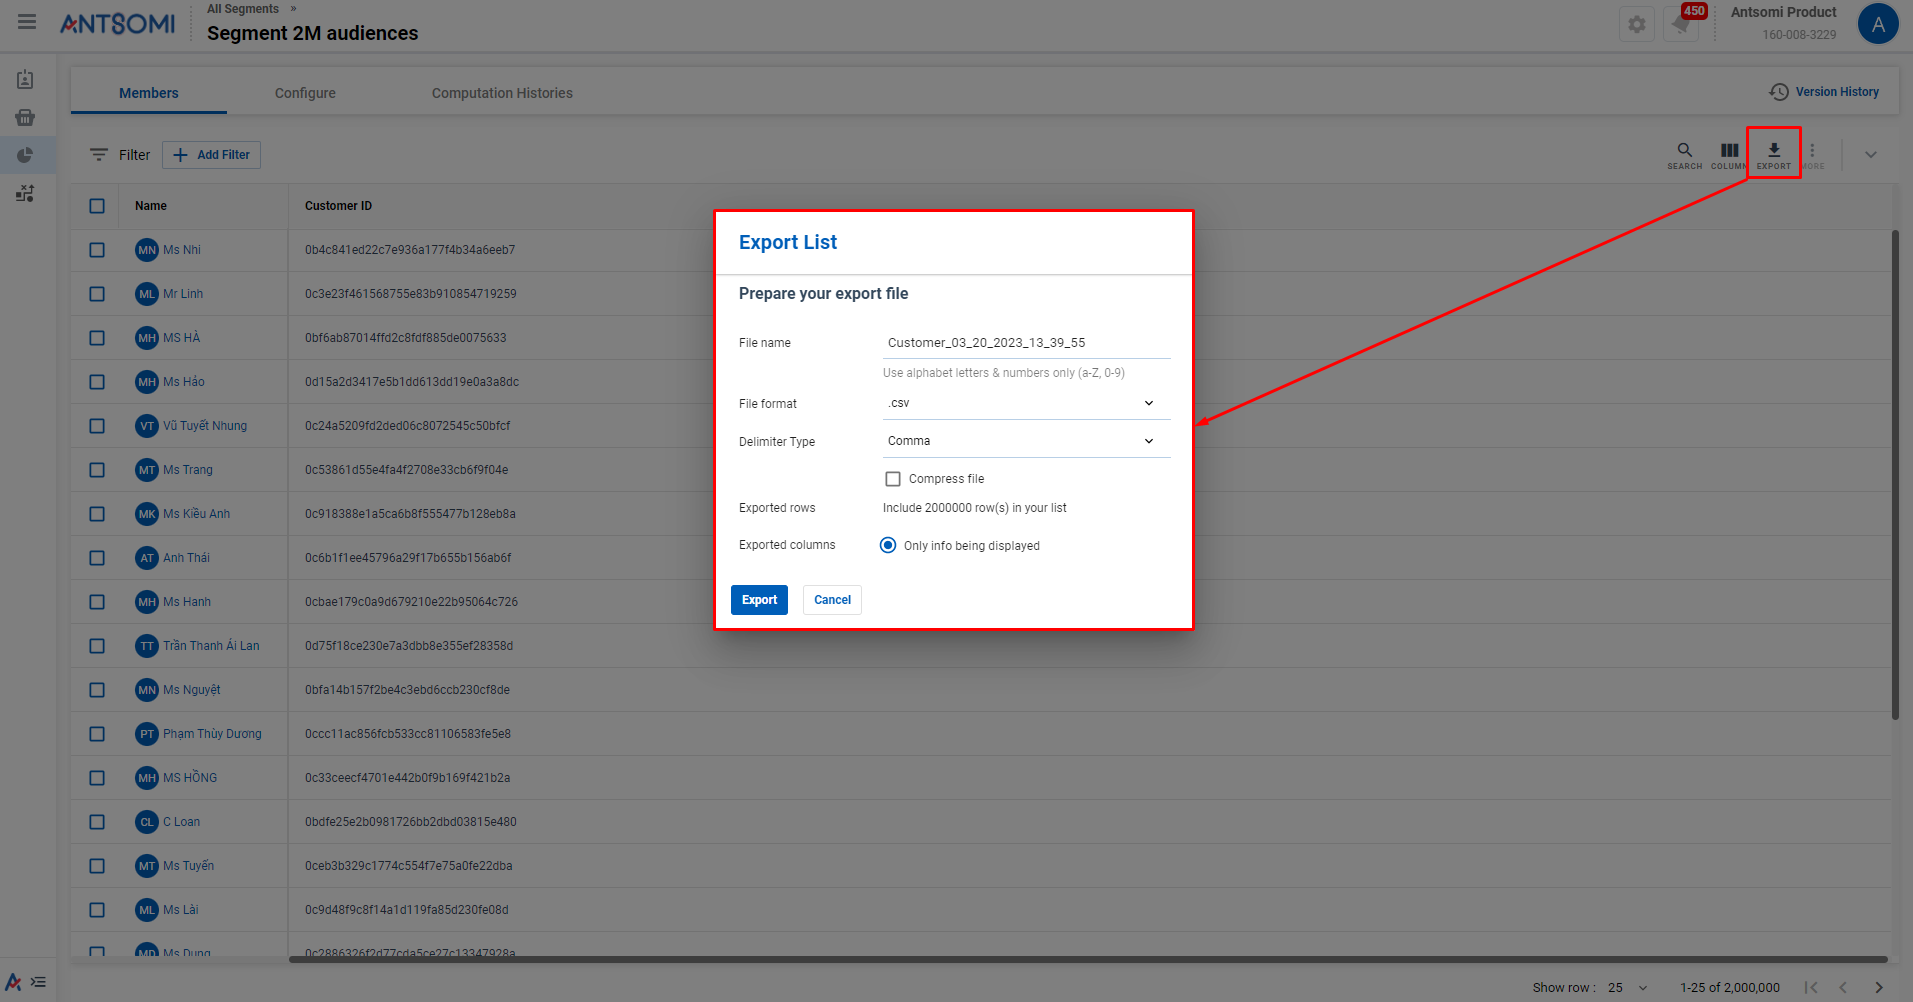 ANTSOMI
All Segments »
Segment 2M audiences
450
Antsomi Product
160-008-3229
A
Members
Configure
Computation Histories
Version History
Filter
Add Filter
SEARCH
COLUMN
EXPORT
MORE
Name
Customer ID
MN Ms Nhi 0b4c841ed22c7e936a177f4b34a6eeb7
ML Mr Linh 0c3e23f461568755e83b910854719259
MH MS HÀ 0bf6ab87014ffd2c8fdf885de0075633
MH Ms Hảo 0d15a2d3417e5b1dd613dd19e0a3a8dc
VT Vũ Tuyết Nhung 0c24a5209fd2ded06c8072545c50bfcf
MT Ms Trang 0c53861d55e4fa4f2708e33cb6f9f04e
MK Ms Kiều Anh 0c918388e1a5ca6b8f555477b128eb8a
AT Anh Thái 0c6b1f1ee45796a29f17b655b156ab6f
MH Ms Hanh 0cbae179c0a9d679210e22b95064c726
TT Trần Thanh Ái Lan 0d75f18ce230e7a3dbb8e355ef28358d
MN Ms Nguyệt 0bfa14b157f2be4c3ebd6ccb230cf8de
PT Phạm Thùy Dương 0ccc11ac856fcb533cc81106583fe5e8
MH MS HỒNG 0c33ceecf4701e442b0f9b169f421b2a
CL C Loan 0bdfe25e2b0981726bb2dbd03815e480
MT Ms Tuyến 0ceb3b329c1774c554f7e75a0fe22dba
ML Ms Lài 0c9d48f9c8f14a1d119fa85d230fe08d
MD Ms Dung 0c2886326f2d77cda5ce27c13347928a
Export List
Prepare your export file
File name Customer_03_20_2023_13_39_55
Use alphabet letters & numbers only (a-Z, 0-9)
File format .csv
Delimiter Type Comma
Compress file
Exported rows Include 2000000 row(s) in your list
Exported columns Only info being displayed
Export Cancel
Show row : 25
1-25 of 2,000,000